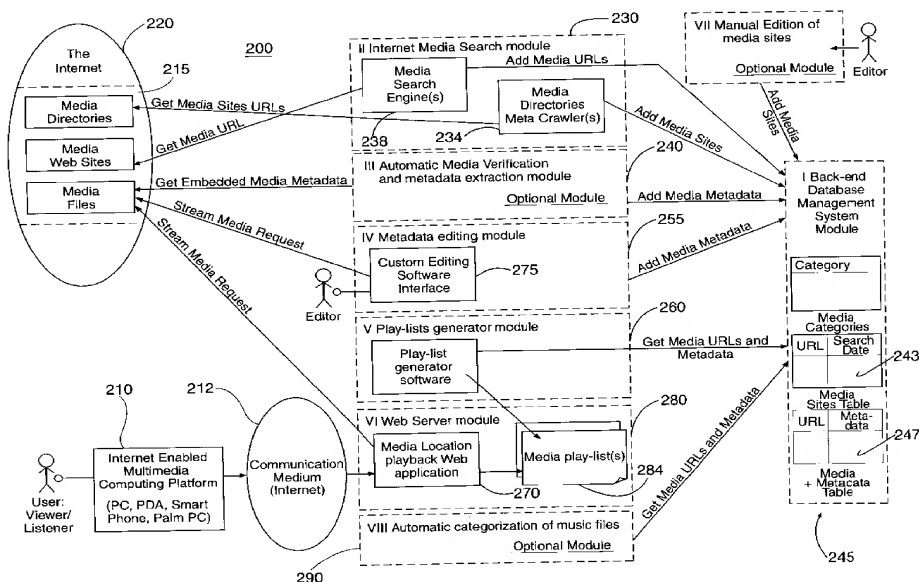 220
200
230
The
Internet
215
Media
Directories
Media
Web Sites
Media
Files
II Internet Media Search module
Media
Search
Engine(s)
238
Media
Directories
Meta Crawler(s)
234
Add Media URLs
Get Media Sites URLs
Get Media URL
Add Media Sites
VII Manual Edition of
media sites
Optional Module
Editor
Add Media
Sites
III Automatic Media Verification
and metadata extraction module
Optional Module
240
Get Embedded Media Metadata
Add Media Metadata
Stream Media Request
Stream Media Request
255
IV Metadata editing module
Custom Editing
Software
Interface
275
Editor
Add Media Metadata
I Back-end
Database
Management
System
Module
Category
Media
Categories
URL
Search
Date
243
Media
Sites Table
URL
Meta-
data
247
Media
+ Metacata
Table
245
260
V Play-lists generator module
Play-list
generator
software
Get Media URLs and
Metadata
280
VI Web Server module
Media Location
playback Web
application
270
Media play-list(s)
284
Get Media URLs and Metadata
210
212
User:
Viewer/
Listener
Internet Enabled
Multimedia
Computing Platform
(PC, PDA, Smart
Phone, Palm PC)
Communication
Medium
(Internet)
VIII Automatic categorization of music files
Optional Module
290